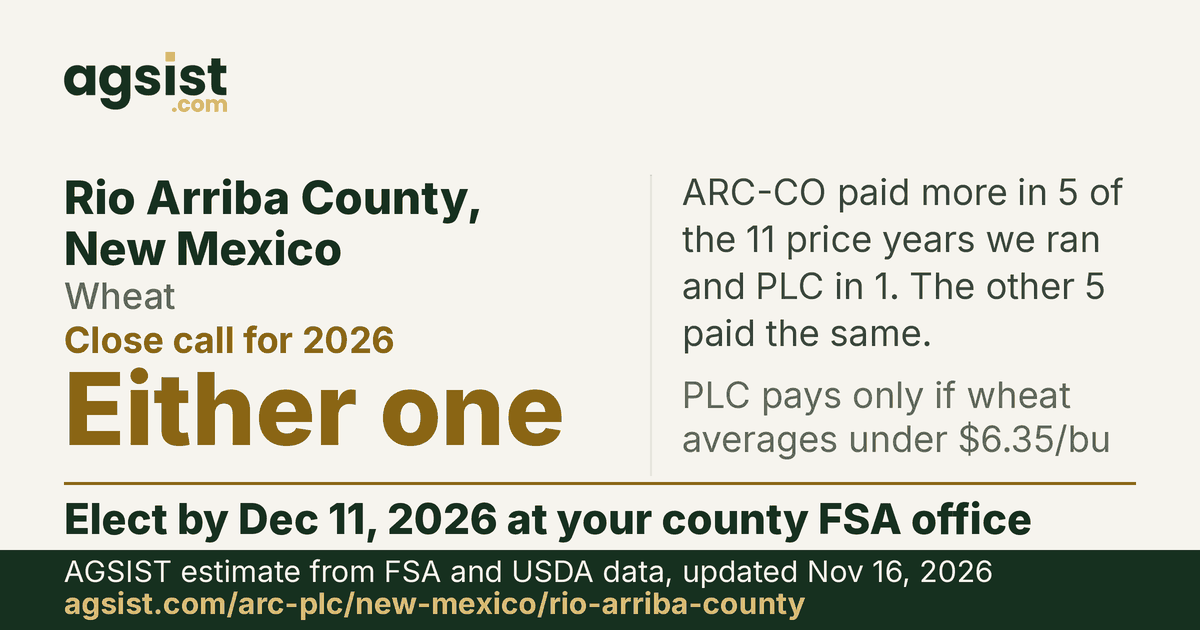 agsist
.com
Rio Arriba County,
New Mexico
Wheat
Close call for 2026
Either one
ARC-CO paid more in 5 of
the 11 price years we ran
and PLC in 1. The other 5
paid the same.
PLC pays only if wheat
averages under $6.35/bu
Elect by Dec 11, 2026 at your county FSA office
AGSIST estimate from FSA and USDA data, updated Nov 16, 2026
agsist.com/arc-plc/new-mexico/rio-arriba-county